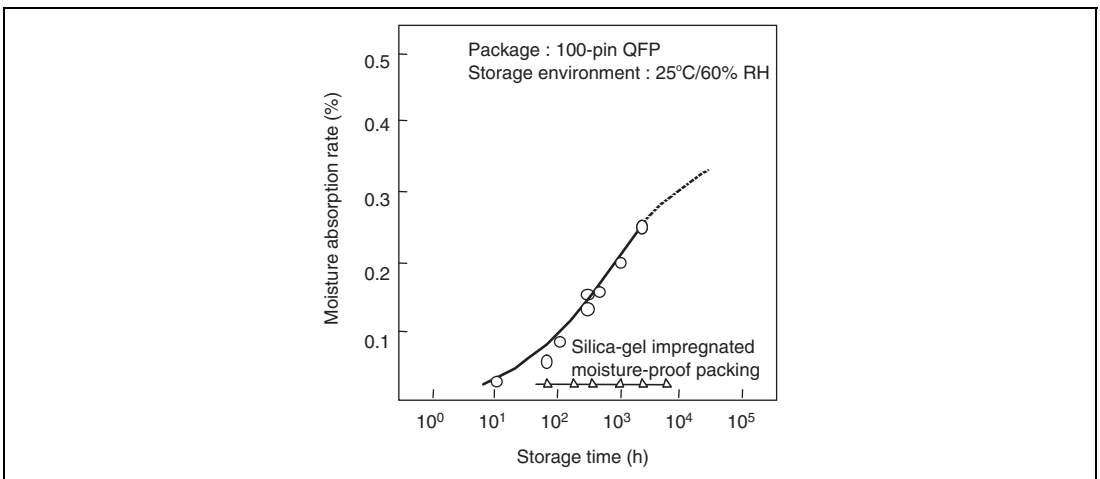 Package : 100-pin QFP
Storage environment : 25°C/60% RH
0.5
0.4
0.3
0.2
0.1
Moisture absorption rate (%)
Silica-gel impregnated
moisture-proof packing
10⁰ 10¹ 10² 10³ 10⁴ 10⁵
Storage time (h)